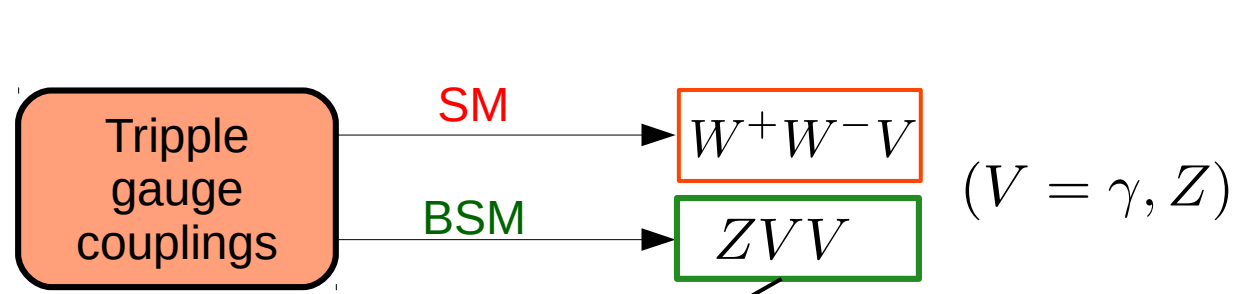 Tripple
gauge
couplings
SM
W⁺W⁻V
BSM
ZVV
(V = γ, Z)